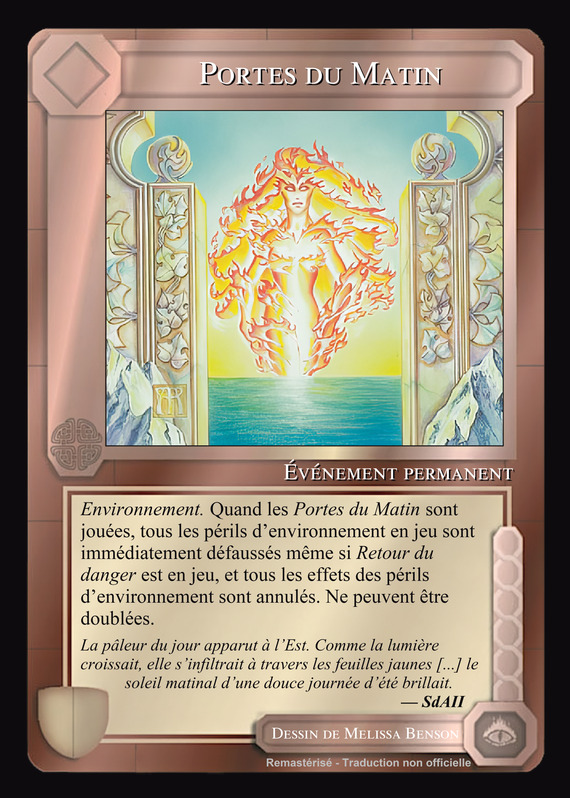 Portes du Matin
Événement permanent
Environnement. Quand les Portes du Matin sont
jouées, tous les périls d’environnement en jeu sont
immédiatement défaussés même si Retour du
danger est en jeu, et tous les effets des périls
d’environnement sont annulés. Ne peuvent être
doublées.
La pâleur du jour apparut à l’Est. Comme la lumière
croissait, elle s’infiltrait à travers les feuilles jaunes [...] le
soleil matinal d’une douce journée d’été brillait.
— SdAII
Dessin de Melissa Benson
Remastérisé - Traduction non officielle